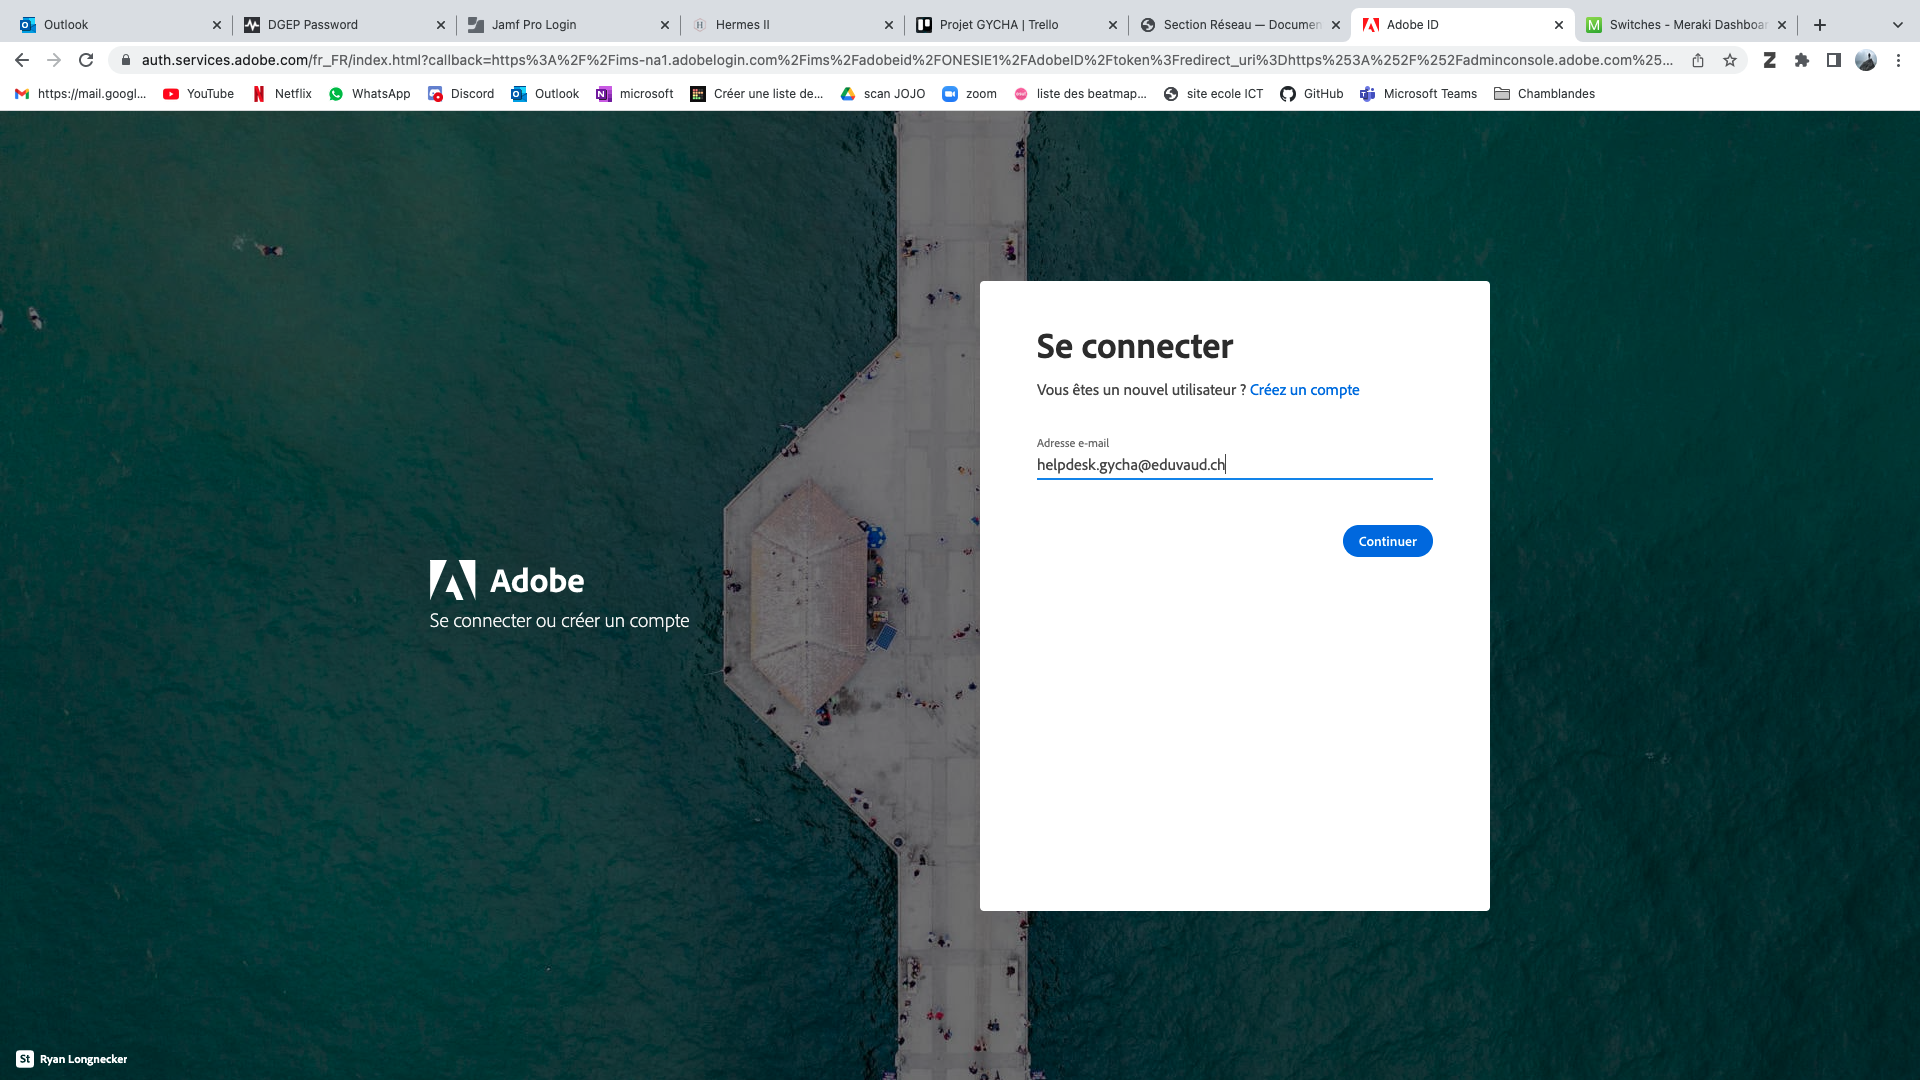 Outlook
DGEP Password
Jamf Pro Login
Hermes II
Projet GYCHA | Trello
Section Réseau — Documen
Adobe ID
Switches - Meraki Dashboar
auth.services.adobe.com/fr_FR/index.html?callback=https%3A%2F%2Fims-na1.adobelogin.com%2Fims%2Fadobeid%2FONESIE1%2FAdobeID%2Ftoken%3Fredirect_uri%3Dhttps%253A%252F%252Fadminconsole.adobe.com%25...
https://mail.googl...
YouTube
Netflix
WhatsApp
Discord
Outlook
microsoft
Créer une liste de...
scan JOJO
zoom
liste des beatmap...
site ecole ICT
GitHub
Microsoft Teams
Chamblandes
Se connecter
Vous êtes un nouvel utilisateur ? Créez un compte
Adresse e-mail
helpdesk.gycha@eduvaud.ch
Continuer
Adobe
Se connecter ou créer un compte
St Ryan Longnecker